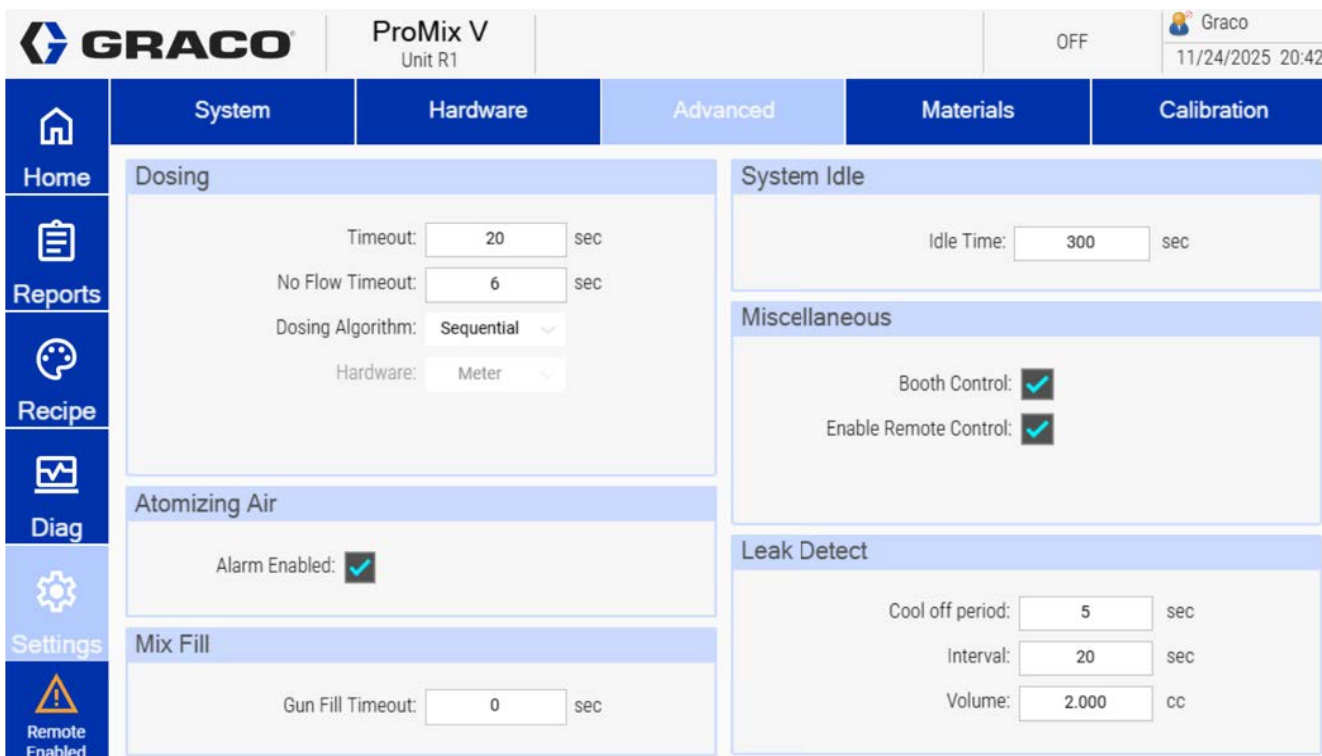 GRACO
ProMix V
Unit R1
OFF
Graco
11/24/2025 20:42
Home
Reports
Recipe
Diag
Settings
Remote
Enabled
System
Hardware
Advanced
Materials
Calibration
Dosing
Timeout: 20 sec
No Flow Timeout: 6 sec
Dosing Algorithm: Sequential
Hardware: Meter
Atomizing Air
Alarm Enabled:
Mix Fill
Gun Fill Timeout: 0 sec
System Idle
Idle Time: 300 sec
Miscellaneous
Booth Control:
Enable Remote Control:
Leak Detect
Cool off period: 5 sec
Interval: 20 sec
Volume: 2.000 cc